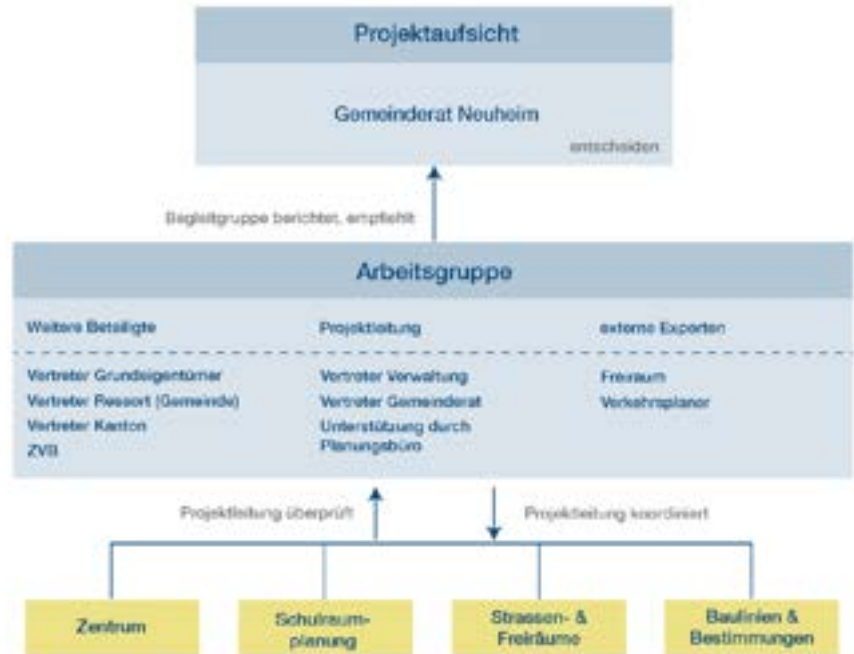 Projektaufsicht
Gemeinderat Neuheim
entscheiden
Begleitgruppe berichtet, empfiehlt
Arbeitsgruppe
Weitere Beteiligte
Projektleitung
externe Experten
Vertreter Grundseigentümer
Vertreter Verwaltung
Freiraum
Vertreter Ressort (Gemeinde)
Vertreter Gemeinderat
Verkehrsplaner
Vertreter Kanton
Unterstützung durch
ZVB
Planungsbüro
Projektleitung überprüft
Projektleitung koordiniert
Zentrum
Schulraum-
planung
Strassen- &
Freiräume
Baulinien &
Bestimmungen